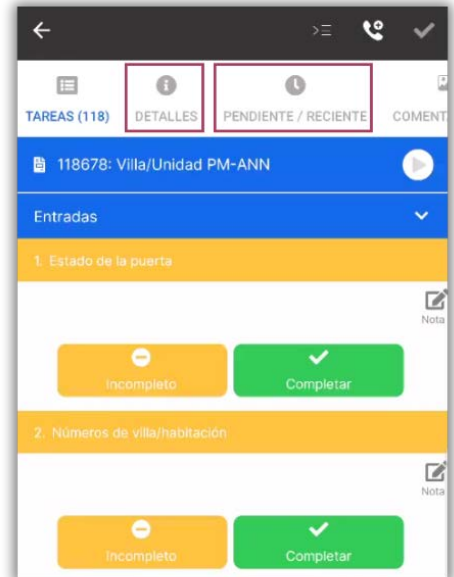 TAREAS (118) DETALLES PENDIENTE / RECIENTE COMENT
118678: Villa/Unidad PM-ANN
Entradas
1. Estado de la puerta
Nota
Incompleto Completar
2. Números de villa/habitación
Nota
Incompleto Completar